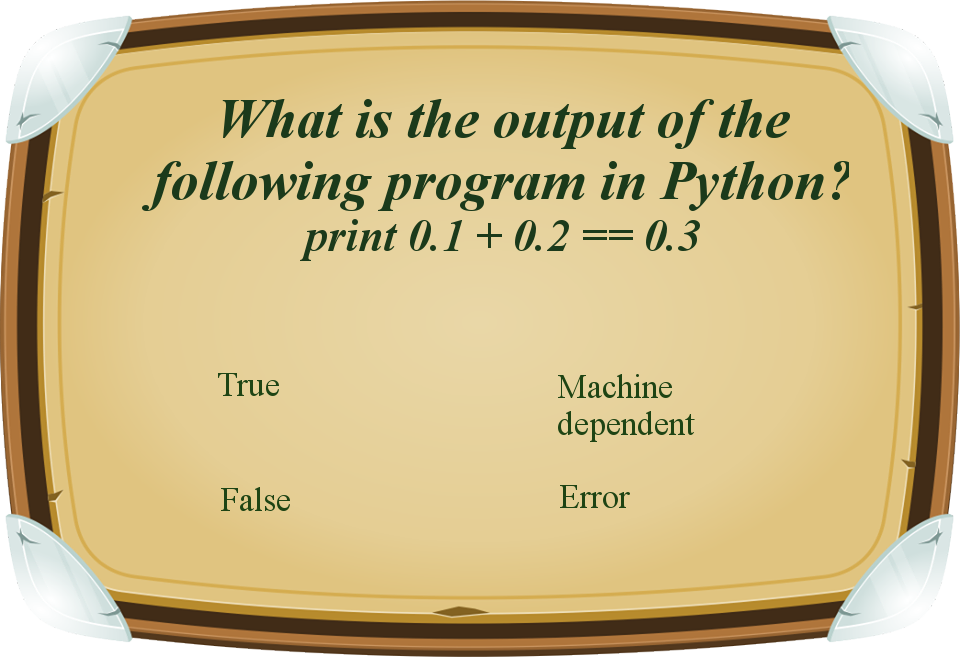 What is the output of the
following program in Python?
print 0.1 + 0.2 == 0.3
True
Machine
dependent
False
Error